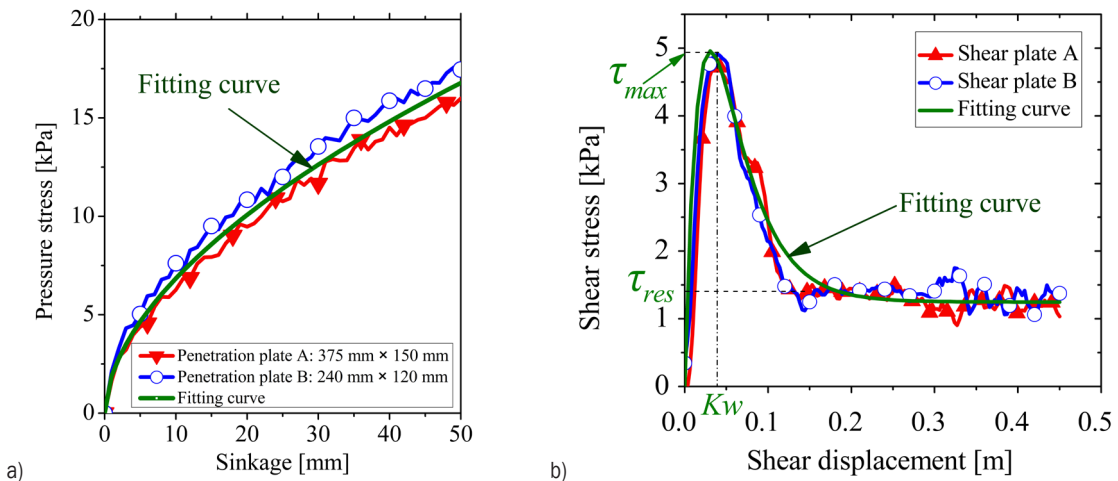 20
15
10
5
0
Pressure stress [kPa]
Fitting curve
Penetration plate A: 375 mm × 150 mm
Penetration plate B: 240 mm × 120 mm
Fitting curve
0 10 20 30 40 50
Sinkage [mm]
a)
5
4
3
2
1
0
Shear stress [kPa]
τmax
τres
Shear plate A
Shear plate B
Fitting curve
Fitting curve
Kw
0.0 0.1 0.2 0.3 0.4 0.5
Shear displacement [m]
b)